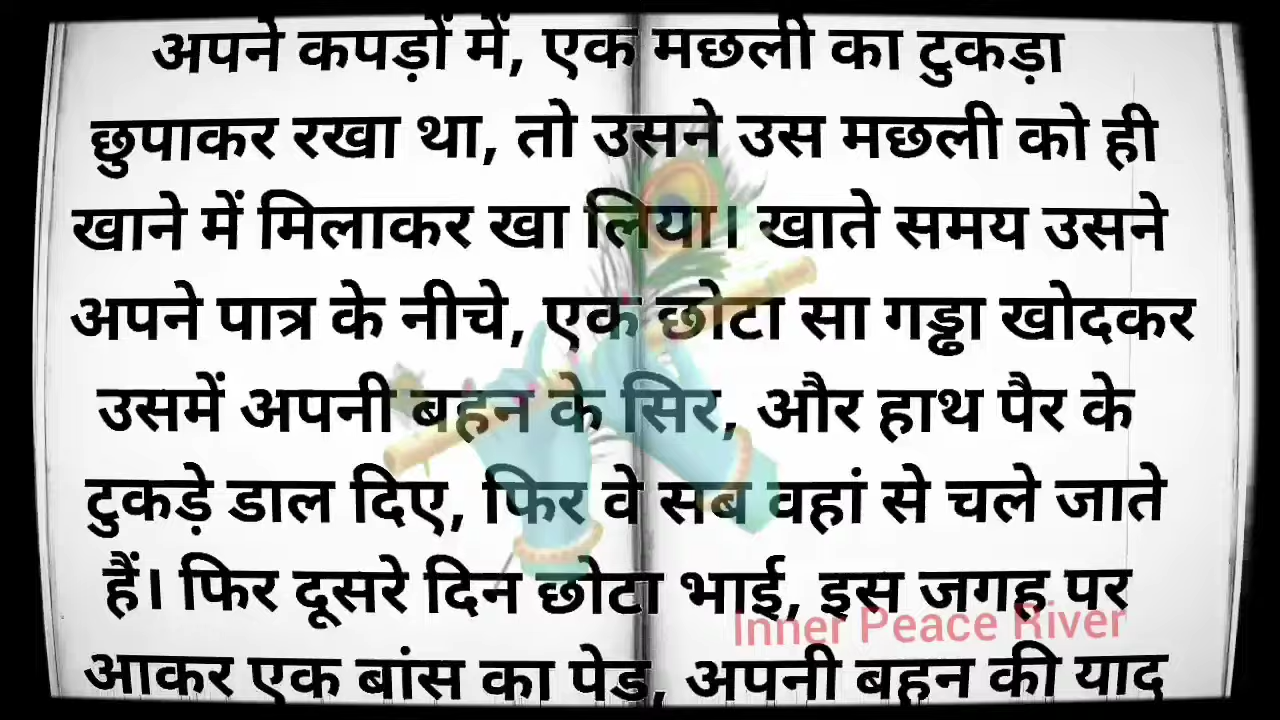 अपने कपड़ों में, एक मछली का टुकड़ा
छुपाकर रखा था, तो उसने उस मछली को ही
खाने में मिलाकर खा लिया। खाते समय उसने
अपने पात्र के नीचे, एक छोटा सा गड्ढा खोदकर
उसमें अपनी बहन के सिर, और हाथ पैर के
टुकड़े डाल दिए, फिर वे सब वहां से चले जाते
हैं। फिर दूसरे दिन छोटा भाई, इस जगह पर
Inner Peace River
आकर एक बांस का पेड, अपनी बहन की याद